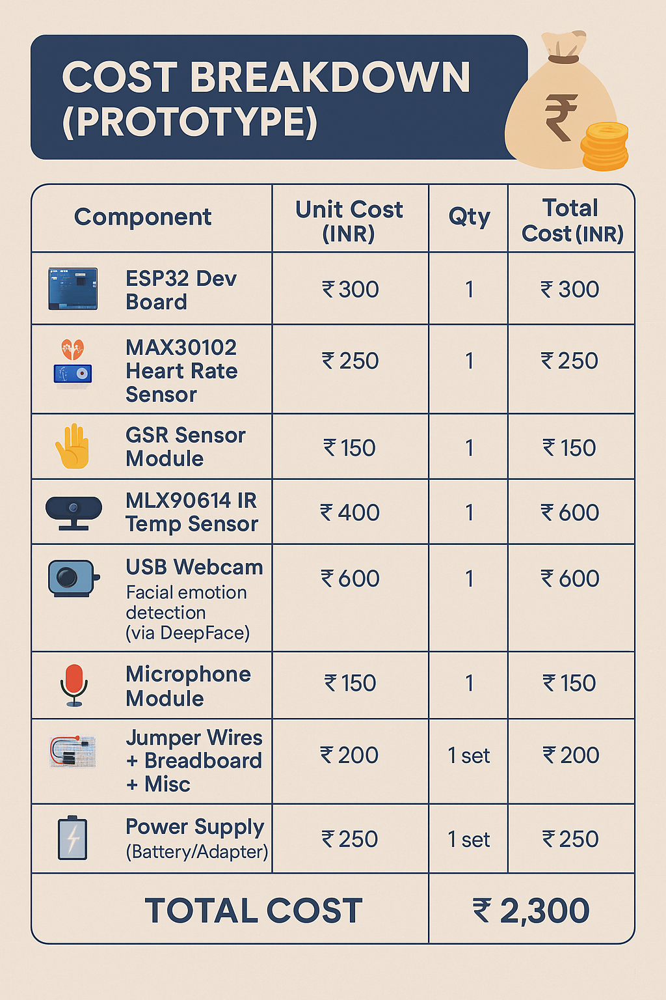 COST BREAKDOWN
(PROTOTYPE)
₹
Component
Unit Cost
(INR)
Qty
Total
Cost (INR)
ESP32 Dev
Board
₹ 300
1
₹ 300
MAX30102
Heart Rate
Sensor
₹ 250
1
₹ 250
GSR Sensor
Module
₹ 150
1
₹ 150
MLX90614 IR
Temp Sensor
₹ 400
1
₹ 600
USB Webcam
Facial emotion
detection
(via DeepFace)
₹ 600
1
₹ 600
Microphone
Module
₹ 150
1
₹ 150
Jumper Wires
+ Breadboard
+ Misc
₹ 200
1 set
₹ 200
Power Supply
(Battery/Adapter)
₹ 250
1 set
₹ 250
TOTAL COST
₹ 2,300